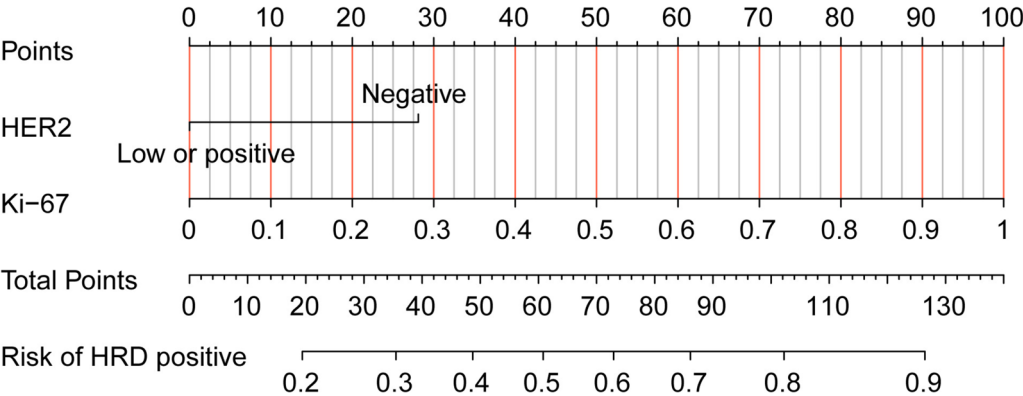 0 10 20 30 40 50 60 70 80 90 100
Points
Negative
HER2
Low or positive
Ki−67
0 0.1 0.2 0.3 0.4 0.5 0.6 0.7 0.8 0.9 1
Total Points
0 10 20 30 40 50 60 70 80 90 110 130
Risk of HRD positive
0.2 0.3 0.4 0.5 0.6 0.7 0.8 0.9